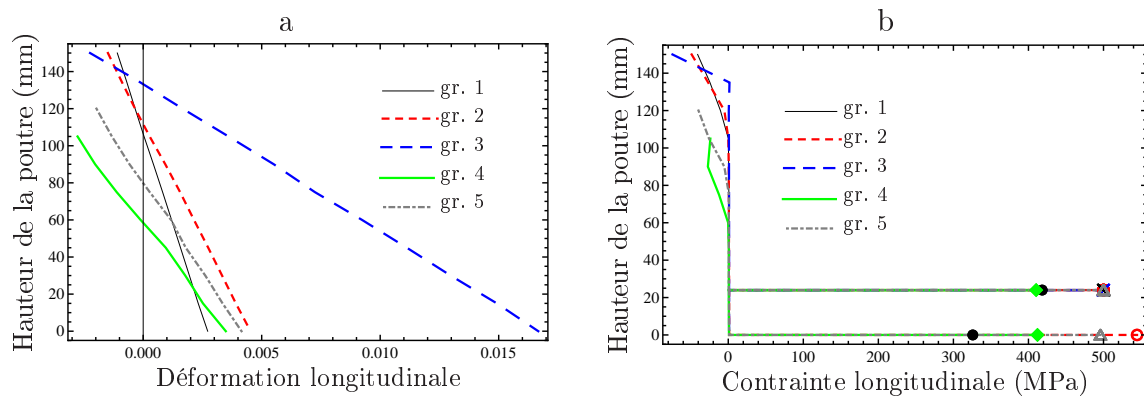 a
Hauteur de la poutre (mm)
140
120
100
80
60
40
20
0
0.000
0.005
0.010
0.015
Déformation longitudinale
gr. 1
gr. 2
gr. 3
gr. 4
gr. 5
b
Hauteur de la poutre (mm)
140
120
100
80
60
40
20
0
0
100
200
300
400
500
Contrainte longitudinale (MPa)
gr. 1
gr. 2
gr. 3
gr. 4
gr. 5